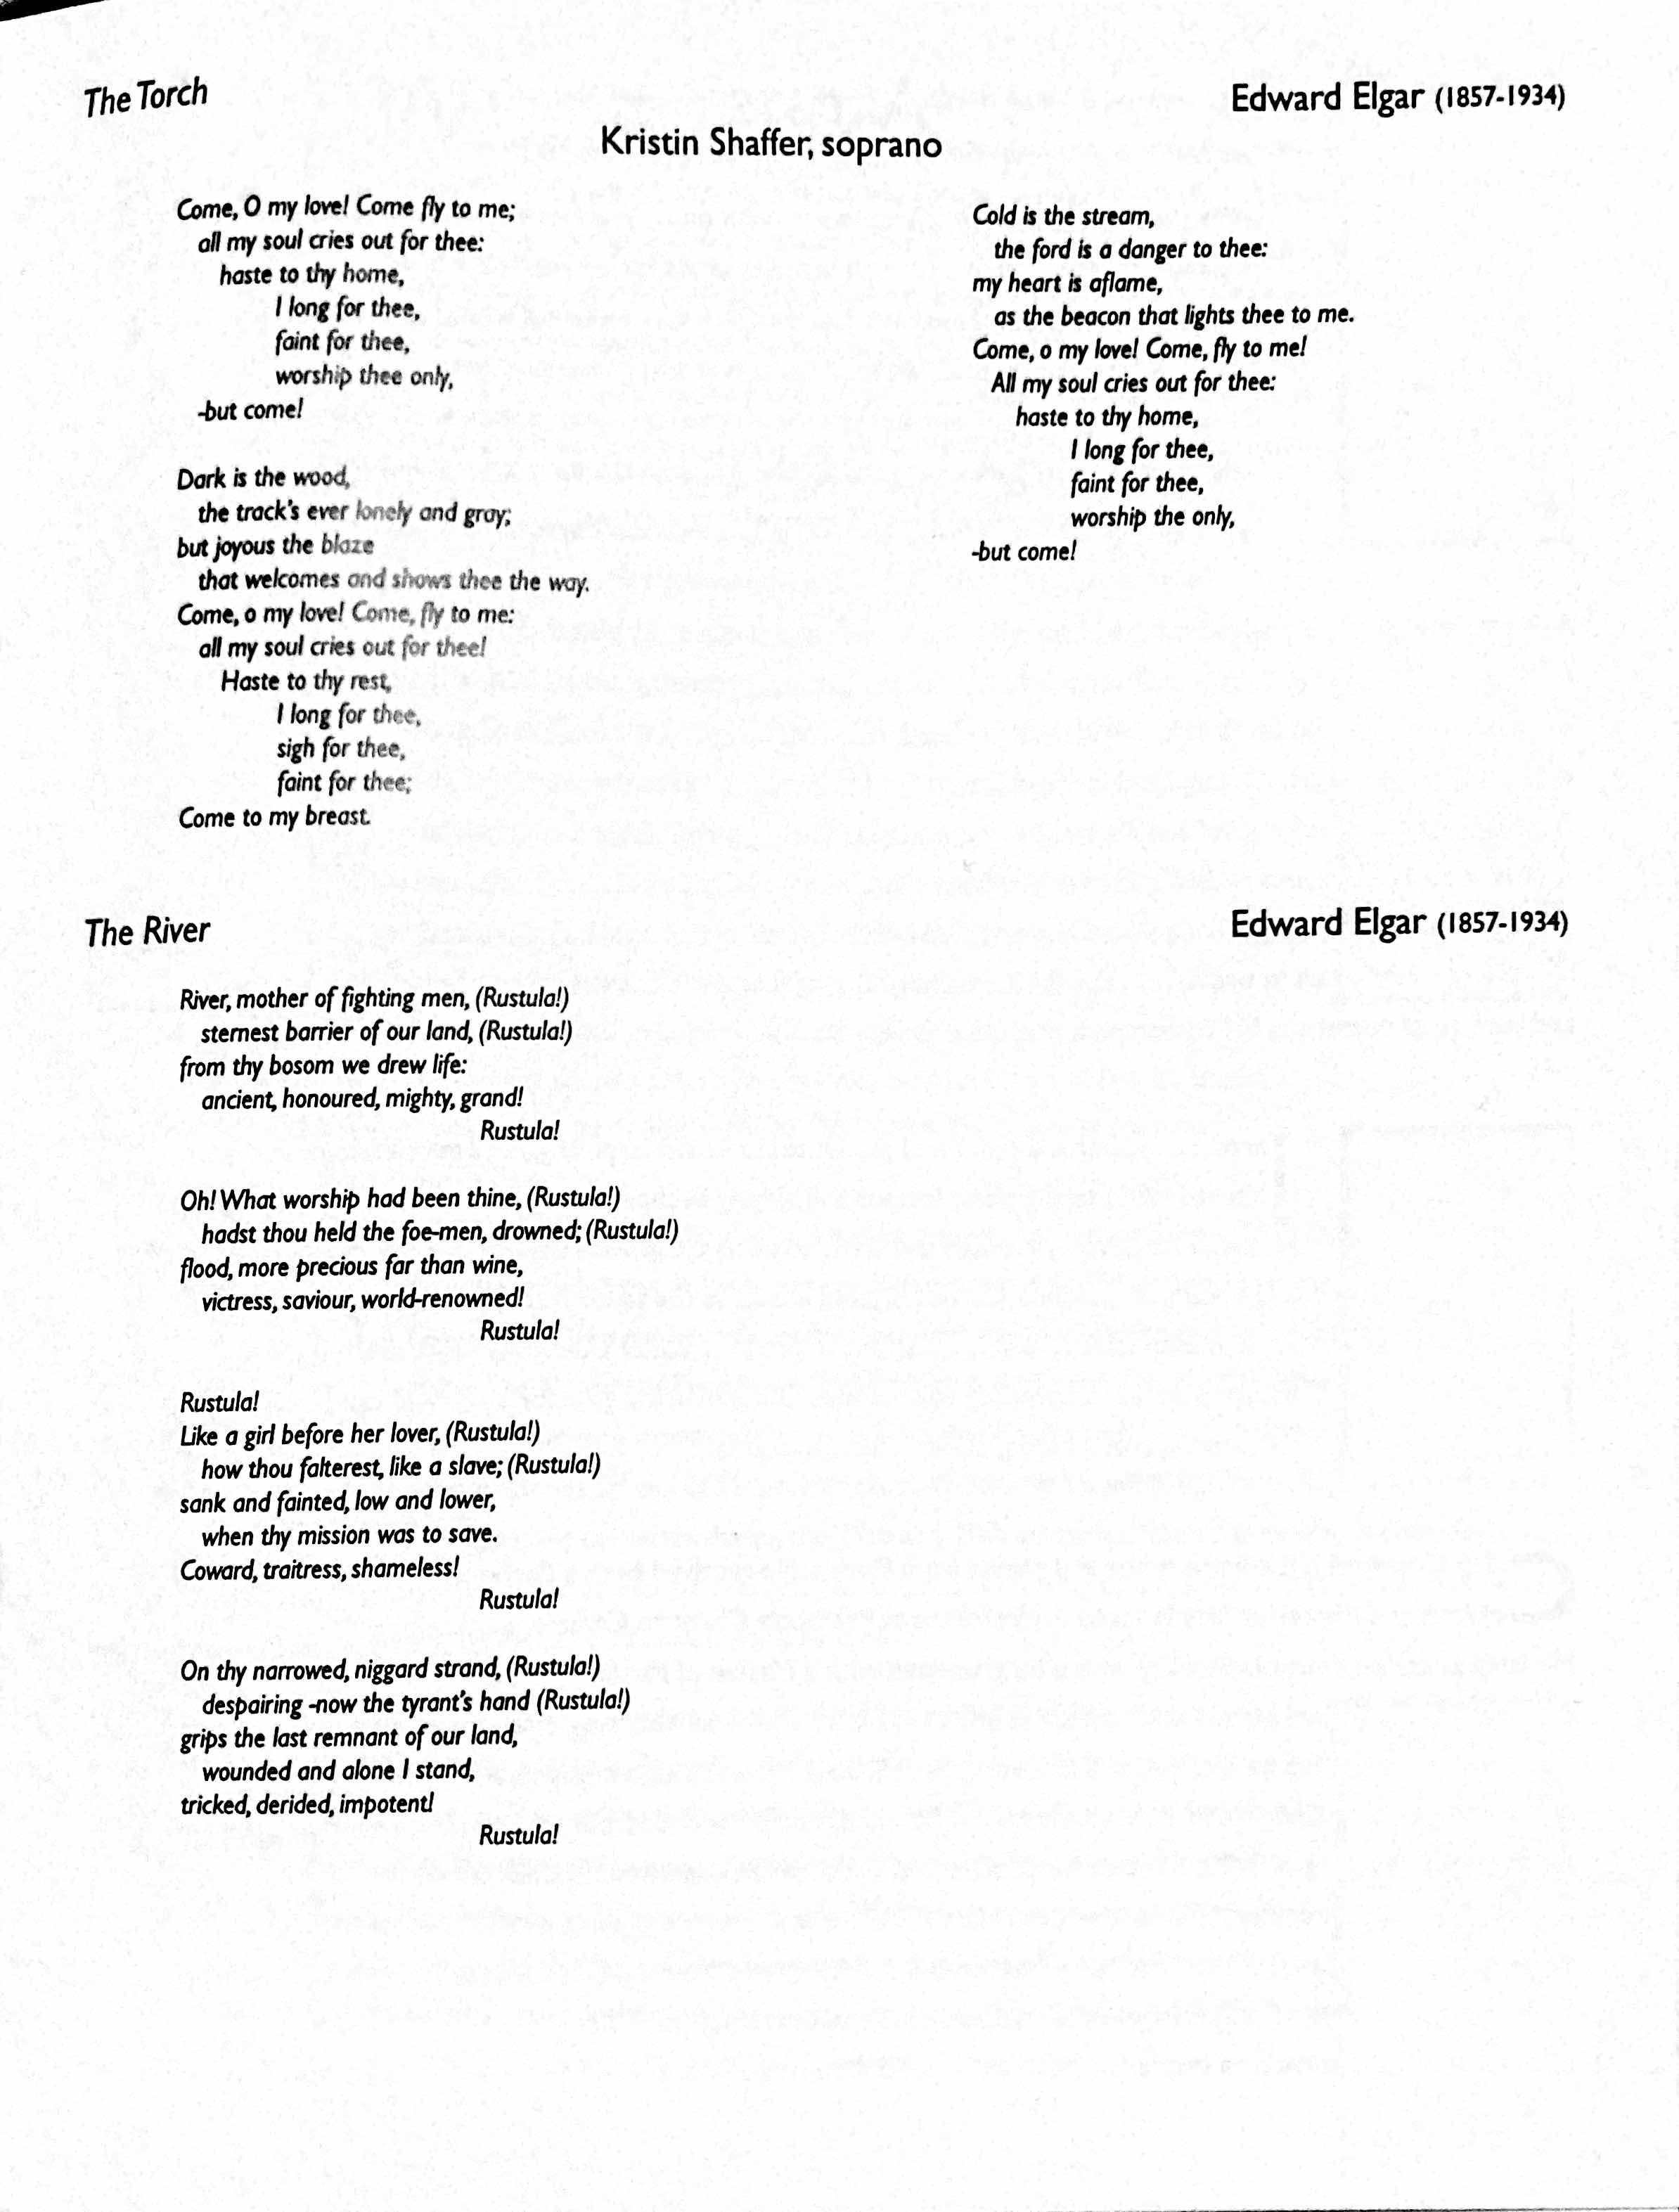 The Torch
Edward Elgar (1857-1934)
Kristin Shaffer, soprano
Come, O my love! Come fly to me;
all my soul cries out for thee:
haste to thy home,
I long for thee,
faint for thee,
worship thee only,
-but come!
Dark is the wood,
the track's ever lonely and gray;
but joyous the blaze
that welcomes and shows thee the way.
Come, o my love! Come, fly to me:
all my soul cries out for thee!
Haste to thy rest,
I long for thee,
sigh for thee,
faint for thee;
Come to my breast.
Cold is the stream,
the ford is a danger to thee:
my heart is aflame,
as the beacon that lights thee to me.
Come, o my love! Come, fly to me!
All my soul cries out for thee:
haste to thy home,
I long for thee,
faint for thee,
worship the only,
-but come!
The River
Edward Elgar (1857-1934)
River, mother of fighting men, (Rustula!)
sternest barrier of our land, (Rustula!)
from thy bosom we drew life:
ancient, honoured, mighty, grand!
Rustula!
Oh! What worship had been thine, (Rustula!)
hadst thou held the foe-men, drowned; (Rustula!)
flood, more precious far than wine,
victress, saviour, world-renowned!
Rustula!
Rustula!
Like a girl before her lover, (Rustula!)
how thou falterest, like a slave; (Rustula!)
sank and fainted, low and lower,
when thy mission was to save.
Coward, traitress, shameless!
Rustula!
On thy narrowed, niggard strand, (Rustula!)
despairing -now the tyrant's hand (Rustula!)
grips the last remnant of our land,
wounded and alone I stand,
tricked, derided, impotent!
Rustula!